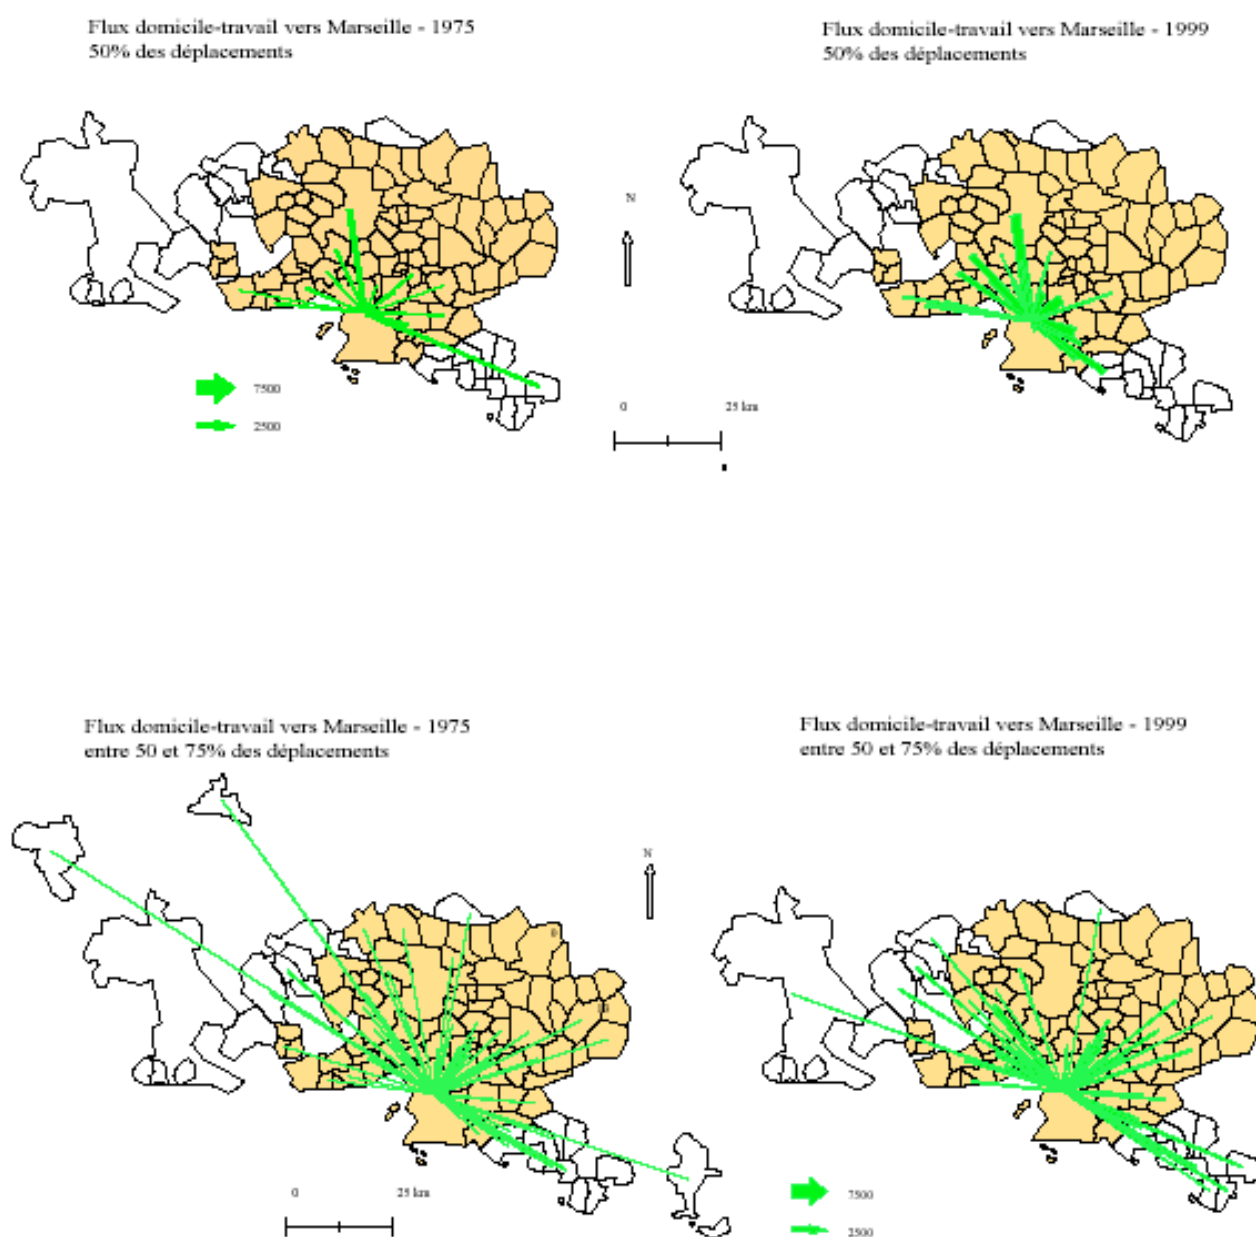 Flux domicile-travail vers Marseille - 1975
50% des déplacements
Flux domicile-travail vers Marseille - 1999
50% des déplacements
N
7500
2500
0 25 km
Flux domicile-travail vers Marseille - 1975
entre 50 et 75% des déplacements
Flux domicile-travail vers Marseille - 1999
entre 50 et 75% des déplacements
N
0 25 km
7500
2500